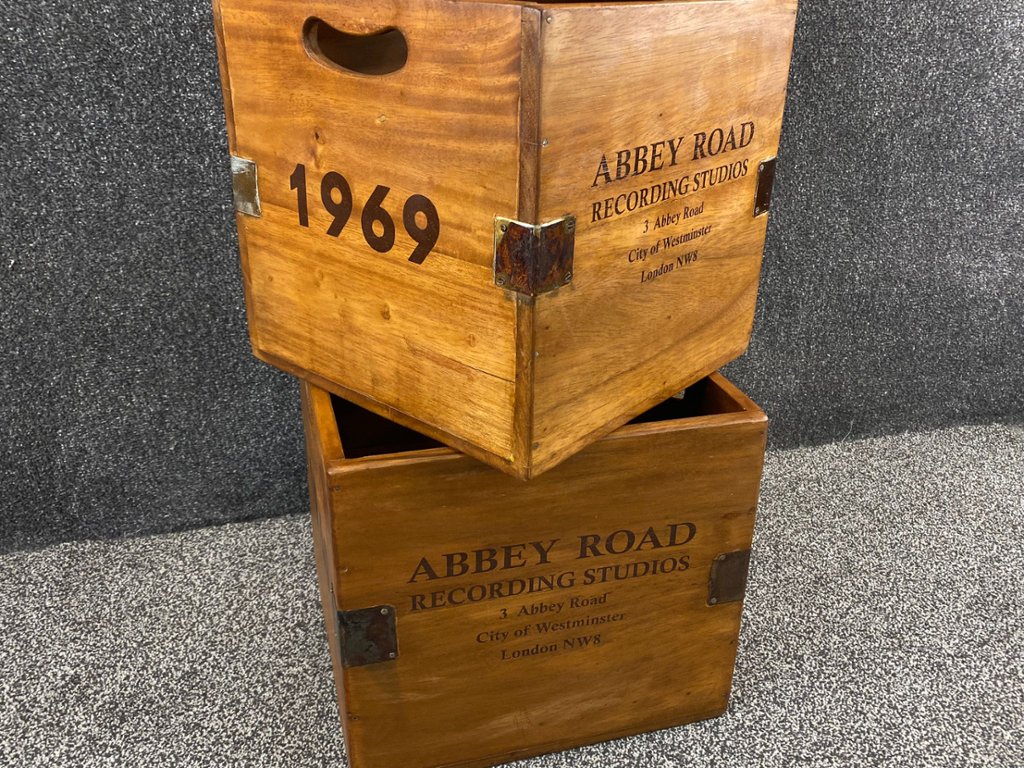 1969
ABBEY ROAD
RECORDING STUDIOS
3 Abbey Road
City of Westminster
London NW8
ABBEY ROAD
RECORDING STUDIOS
3 Abbey Road
City of Westminster
London NW8